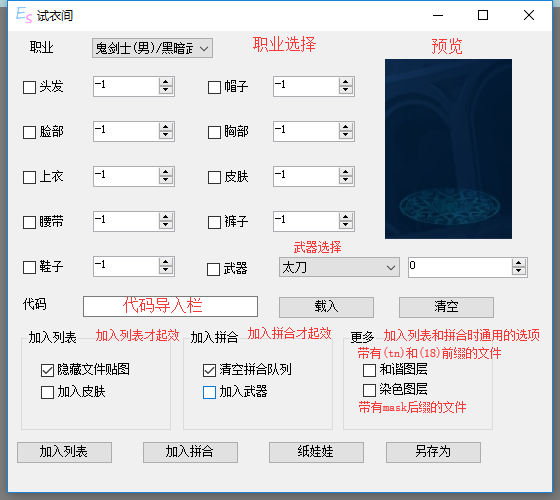 ES 试衣间
职业 鬼剑士(男)/黑暗武 职业选择 预览
头发 -1 帽子 -1
脸部 -1 胸部 -1
上衣 -1 皮肤 -1
腰带 -1 裤子 -1
武器选择
鞋子 -1 武器 太刀 0
代码 代码导入栏 载入 清空
加入列表 加入列表才起效 加入拼合 加入拼合才起效 更多 加入列表和拼合时通用的选项
带有(tn)和(18)前缀的文件
隐藏文件贴图 清空拼合队列 和谐图层
加入皮肤 加入武器 染色图层
带有mask后缀的文件
加入列表 加入拼合 纸娃娃 另存为